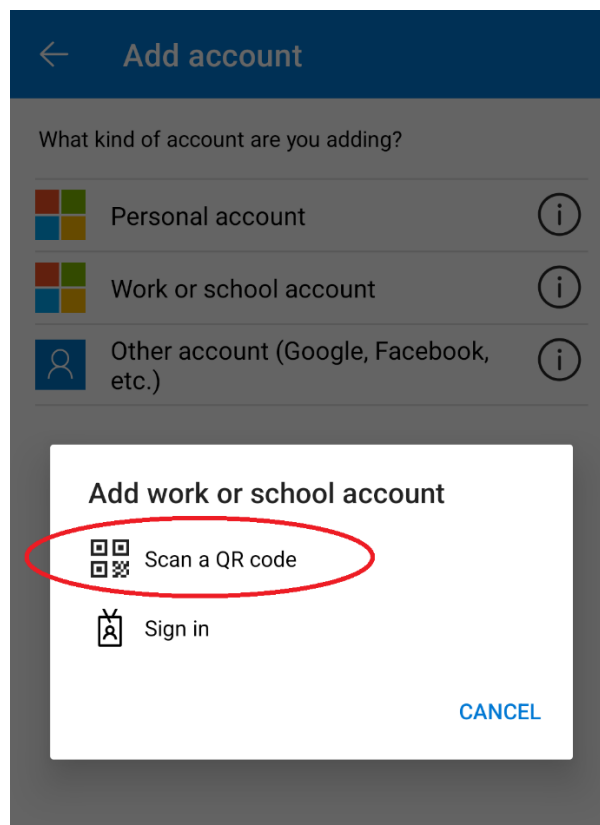 Add account
What kind of account are you adding?
Personal account
Work or school account
Other account (Google, Facebook,
etc.)
Add work or school account
Scan a QR code
Sign in
CANCEL